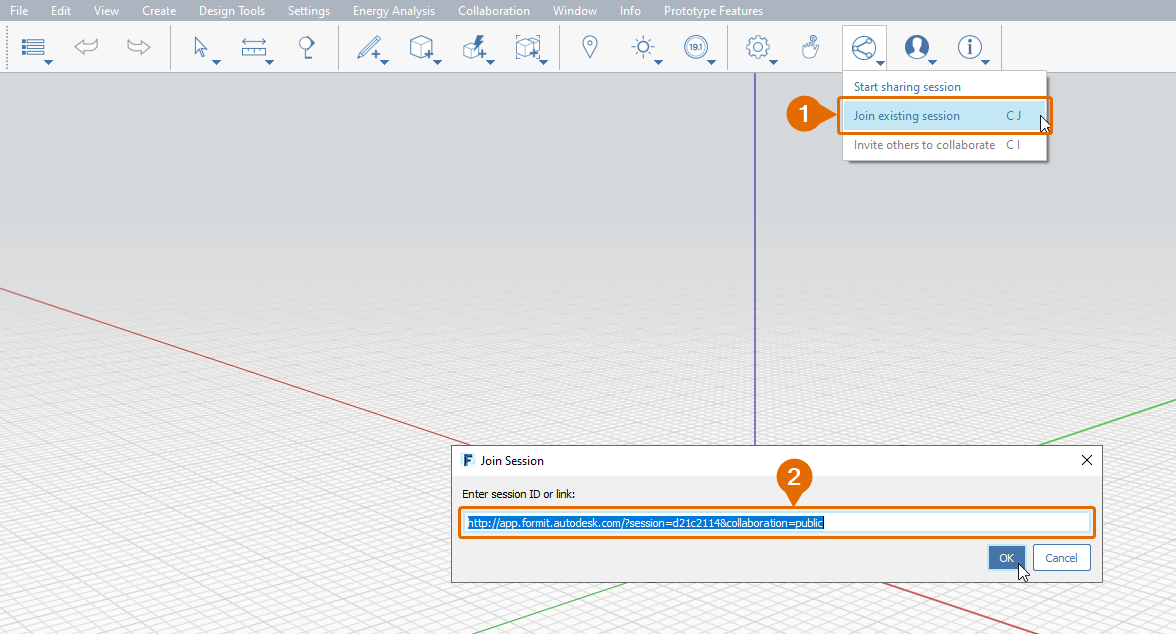 File Edit View Create Design Tools Settings Energy Analysis Collaboration Window Info Prototype Features
19.1
Start sharing session
1
Join existing session C J
Invite others to collaborate C I
F Join Session
2
Enter session ID or link:
http://app.formit.autodesk.com/?session=d21c2114&collaboration=public
OK Cancel